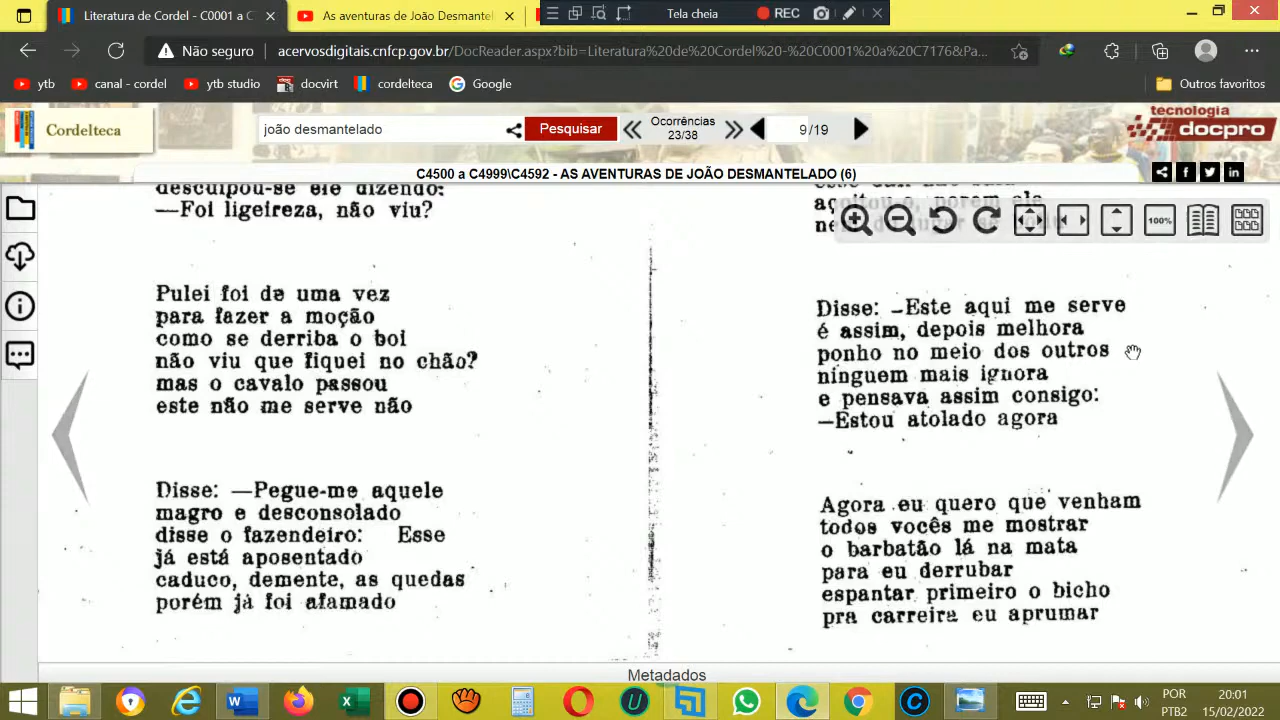 Literatura de Cordel - C0001 a C
As aventuras de João Desmantel
Tela cheia
REC
Não seguro
acervosdigitais.cnfcp.gov.br/DocReader.aspx?bib=Literatura%20de%20Cordel%20-%20C0001%20a%20C7176&Pa...
ytb
canal - cordel
ytb studio
docvirt
cordelteca
Google
Outros favoritos
Cordelteca
joão desmantelado
Pesquisar
Ocorrências
23/38
9/19
tecnologia
docpro
C4500 a C4999\C4592 - AS AVENTURAS DE JOÃO DESMANTELADO (6)
100%
desculpou-se ele dizendo:
—Foi ligeireza, não viu?
Pulei foi de uma vez
para fazer a moção
como se derriba o boi
não viu que fiquei no chão?
mas o cavalo passou
este não me serve não
Disse: —Pegue-me aquele
magro e desconsolado
disse o fazendeiro: Esse
já está aposentado
caduco, demente, as quedas
porém já foi afamado
açoitou-o, porem ele
Disse: —Este aqui me serve
é assim, depois melhora
ponho no meio dos outros
ninguem mais ignora
e pensava assim consigo:
—Estou atolado agora
Agora eu quero que venham
todos vocês me mostrar
o barbatão lá na mata
para eu derrubar
espantar primeiro o bicho
pra carreira eu aprumar
Metadados
POR
PTB2
20:01
15/02/2022